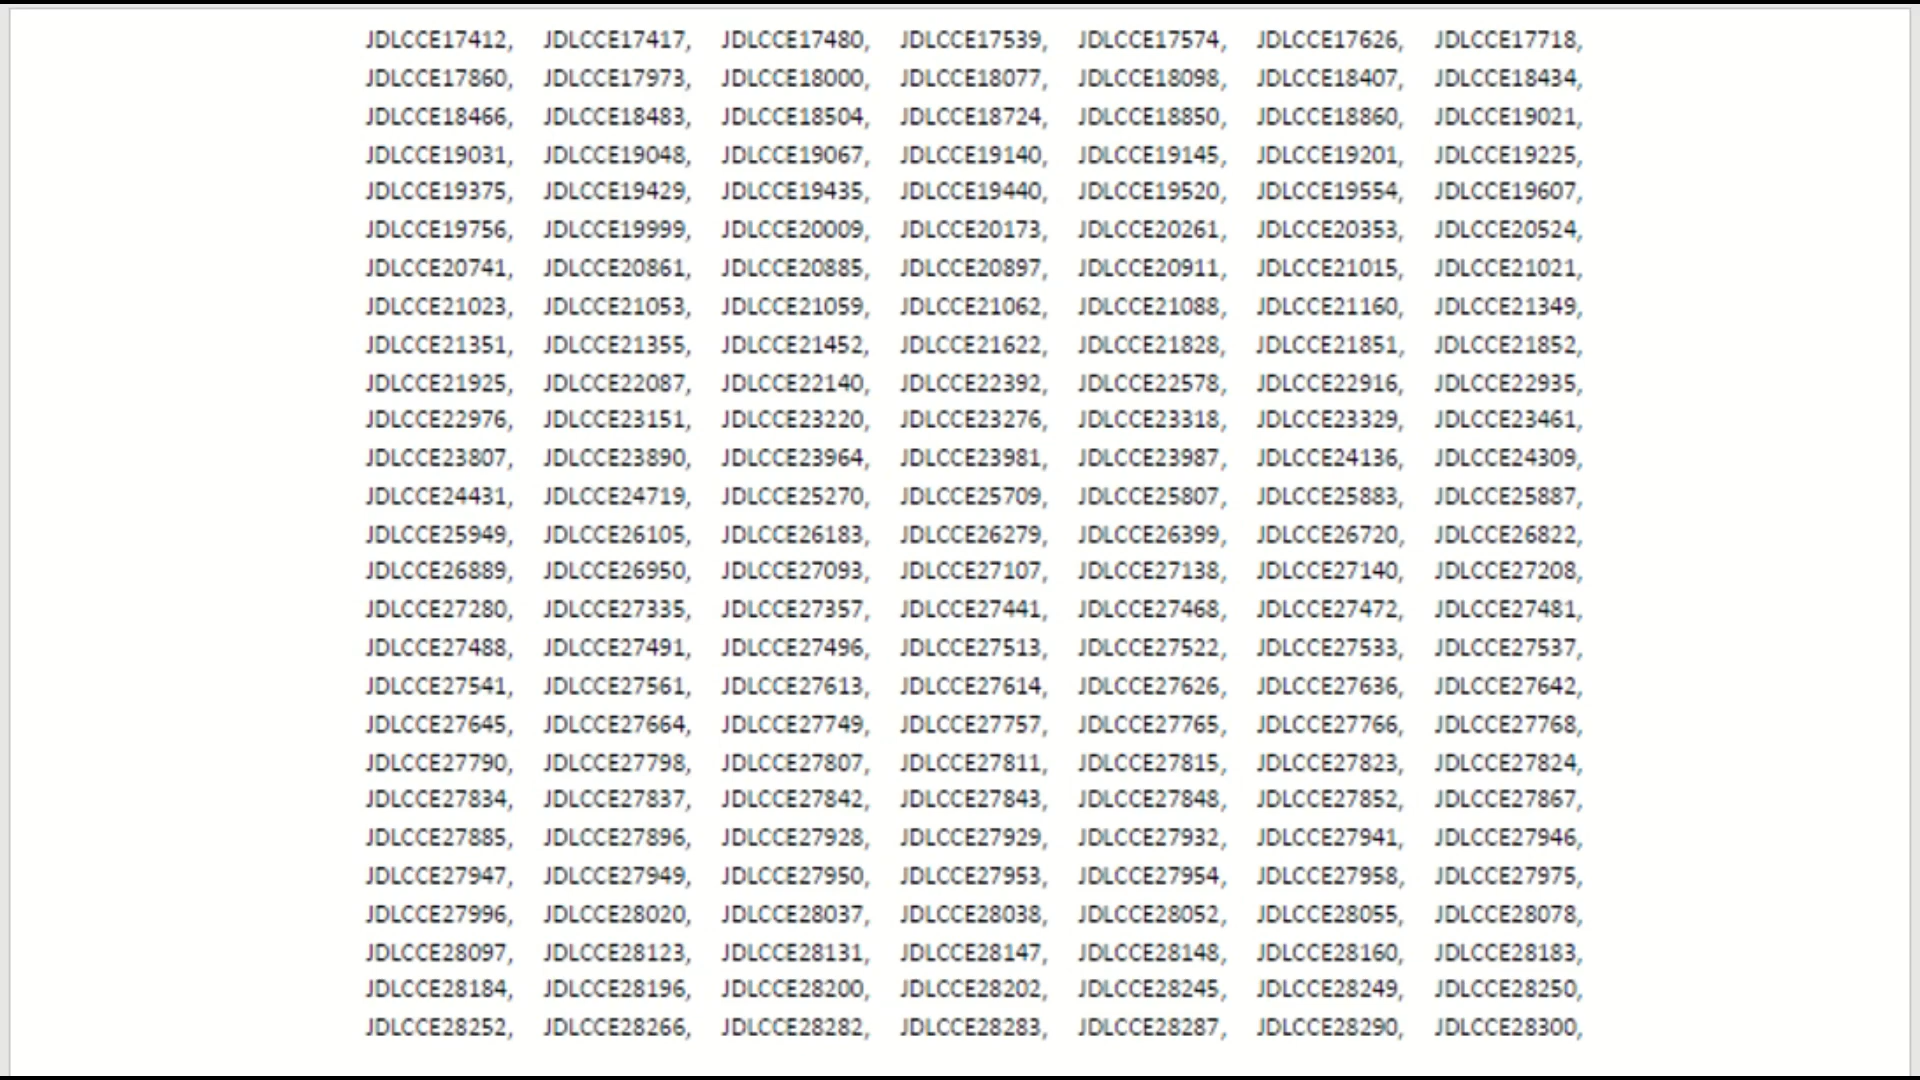 JDLCCE17412, JDLCCE17417, JDLCCE17480, JDLCCE17539, JDLCCE17574, JDLCCE17626, JDLCCE17718,
JDLCCE17860, JDLCCE17973, JDLCCE18000, JDLCCE18077, JDLCCE18098, JDLCCE18407, JDLCCE18434,
JDLCCE18466, JDLCCE18483, JDLCCE18504, JDLCCE18724, JDLCCE18850, JDLCCE18860, JDLCCE19021,
JDLCCE19031, JDLCCE19048, JDLCCE19067, JDLCCE19140, JDLCCE19145, JDLCCE19201, JDLCCE19225,
JDLCCE19375, JDLCCE19429, JDLCCE19435, JDLCCE19440, JDLCCE19520, JDLCCE19554, JDLCCE19607,
JDLCCE19756, JDLCCE19999, JDLCCE20009, JDLCCE20173, JDLCCE20261, JDLCCE20353, JDLCCE20524,
JDLCCE20741, JDLCCE20861, JDLCCE20885, JDLCCE20897, JDLCCE20911, JDLCCE21015, JDLCCE21021,
JDLCCE21023, JDLCCE21053, JDLCCE21059, JDLCCE21062, JDLCCE21088, JDLCCE21160, JDLCCE21349,
JDLCCE21351, JDLCCE21355, JDLCCE21452, JDLCCE21622, JDLCCE21828, JDLCCE21851, JDLCCE21852,
JDLCCE21925, JDLCCE22087, JDLCCE22140, JDLCCE22392, JDLCCE22578, JDLCCE22916, JDLCCE22935,
JDLCCE22976, JDLCCE23151, JDLCCE23220, JDLCCE23276, JDLCCE23318, JDLCCE23329, JDLCCE23461,
JDLCCE23807, JDLCCE23890, JDLCCE23964, JDLCCE23981, JDLCCE23987, JDLCCE24136, JDLCCE24309,
JDLCCE24431, JDLCCE24719, JDLCCE25270, JDLCCE25709, JDLCCE25807, JDLCCE25883, JDLCCE25887,
JDLCCE25949, JDLCCE26105, JDLCCE26183, JDLCCE26279, JDLCCE26399, JDLCCE26720, JDLCCE26822,
JDLCCE26889, JDLCCE26950, JDLCCE27093, JDLCCE27107, JDLCCE27138, JDLCCE27140, JDLCCE27208,
JDLCCE27280, JDLCCE27335, JDLCCE27357, JDLCCE27441, JDLCCE27468, JDLCCE27472, JDLCCE27481,
JDLCCE27488, JDLCCE27491, JDLCCE27496, JDLCCE27513, JDLCCE27522, JDLCCE27533, JDLCCE27537,
JDLCCE27541, JDLCCE27561, JDLCCE27613, JDLCCE27614, JDLCCE27626, JDLCCE27636, JDLCCE27642,
JDLCCE27645, JDLCCE27664, JDLCCE27749, JDLCCE27757, JDLCCE27765, JDLCCE27766, JDLCCE27768,
JDLCCE27790, JDLCCE27798, JDLCCE27807, JDLCCE27811, JDLCCE27815, JDLCCE27823, JDLCCE27824,
JDLCCE27834, JDLCCE27837, JDLCCE27842, JDLCCE27843, JDLCCE27848, JDLCCE27852, JDLCCE27867,
JDLCCE27885, JDLCCE27896, JDLCCE27928, JDLCCE27929, JDLCCE27932, JDLCCE27941, JDLCCE27946,
JDLCCE27947, JDLCCE27949, JDLCCE27950, JDLCCE27953, JDLCCE27954, JDLCCE27958, JDLCCE27975,
JDLCCE27996, JDLCCE28020, JDLCCE28037, JDLCCE28038, JDLCCE28052, JDLCCE28055, JDLCCE28078,
JDLCCE28097, JDLCCE28123, JDLCCE28131, JDLCCE28147, JDLCCE28148, JDLCCE28160, JDLCCE28183,
JDLCCE28184, JDLCCE28196, JDLCCE28200, JDLCCE28202, JDLCCE28245, JDLCCE28249, JDLCCE28250,
JDLCCE28252, JDLCCE28266, JDLCCE28282, JDLCCE28283, JDLCCE28287, JDLCCE28290, JDLCCE28300,